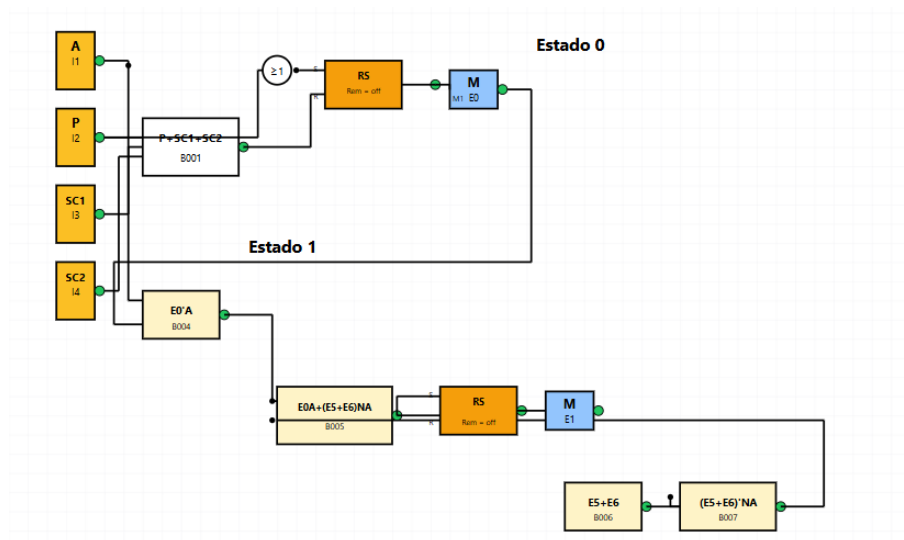 Estado 0
A
I1
≥1
S
R
RS
Rem = off
M
M1 E0
P
I2
P+SC1+SC2
B001
SC1
I3
Estado 1
SC2
I4
E0'A
B004
E0A+(E5+E6)NA
B005
S
R
RS
Rem = off
M
E1
E5+E6
B006
(E5+E6)'NA
B007